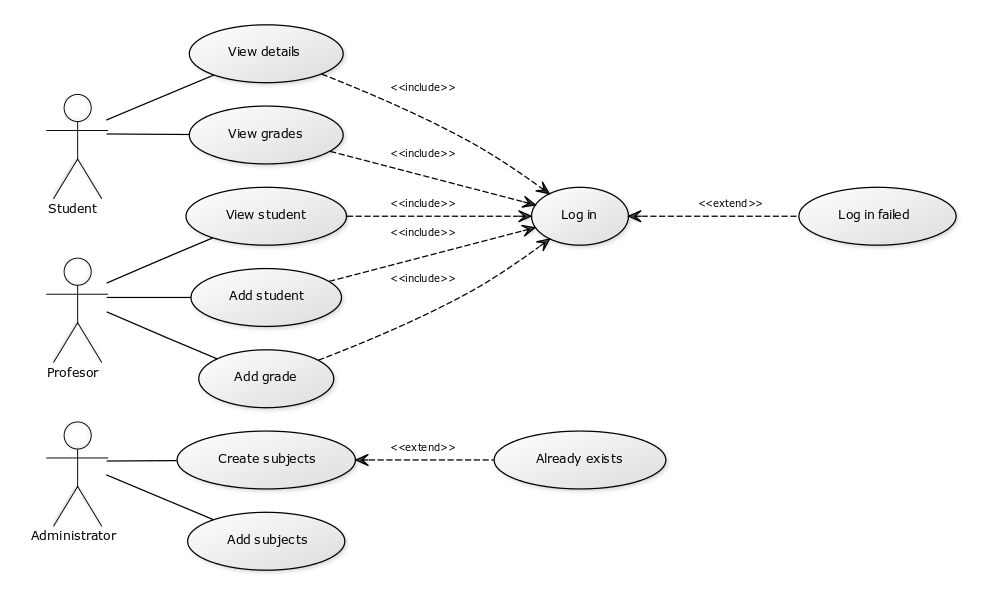 View details
<<include>>
View grades
<<include>>
Student
View student
<<include>>
Log in
<<extend>>
Log in failed
<<include>>
Add student
<<include>>
Profesor
Add grade
Create subjects
<<extend>>
Already exists
Administrator
Add subjects